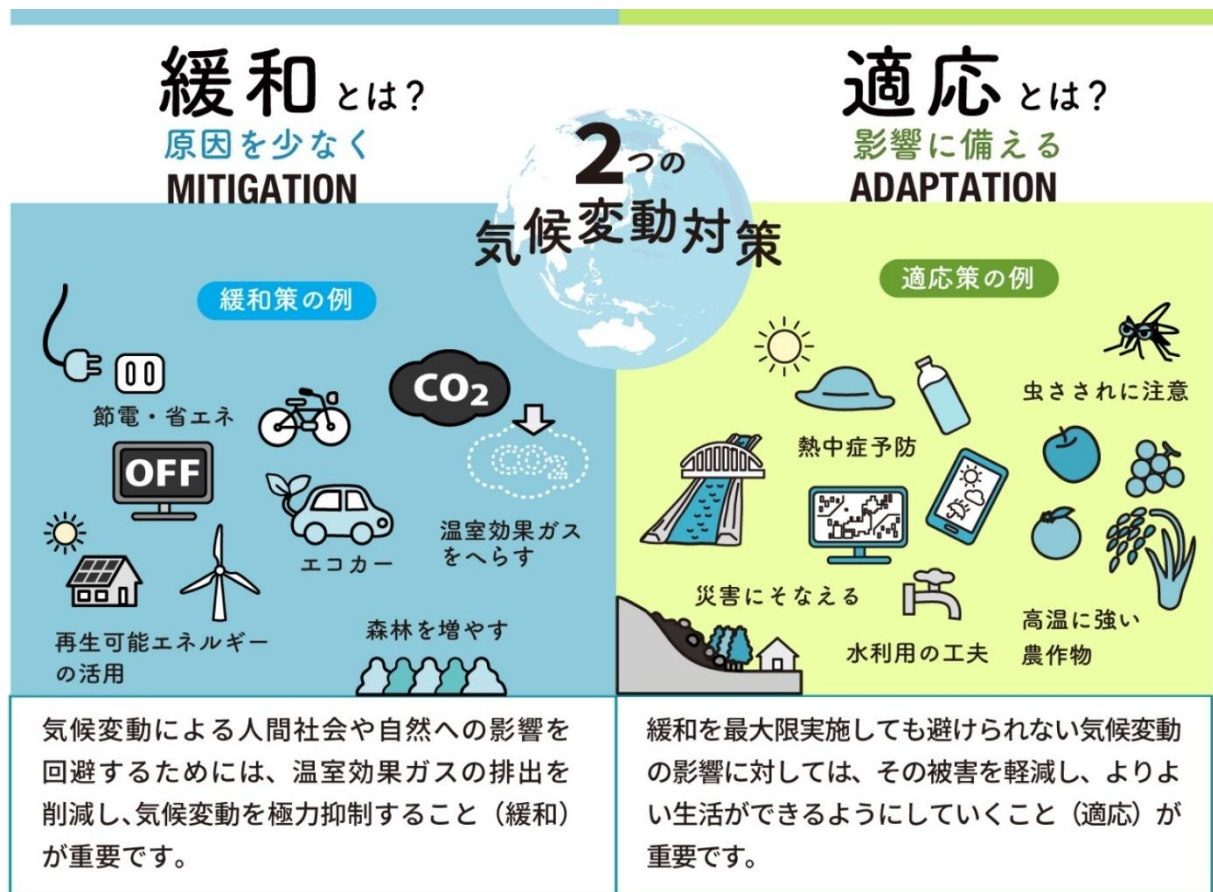 緩和とは？
原因を少なく
MITIGATION
2つの
気候変動対策
適応とは？
影響に備える
ADAPTATION
緩和策の例
節電・省エネ
OFF
CO₂
CO₂
温室効果ガス
をへらす
エコカー
再生可能エネルギー
の活用
森林を増やす
気候変動による人間社会や自然への影響を
回避するためには、温室効果ガスの排出を
削減し、気候変動を極力抑制すること（緩和）
が重要です。
適応策の例
虫さされに注意
熱中症予防
災害にそなえる
水利用の工夫
高温に強い
農作物
緩和を最大限実施しても避けられない気候変動
の影響に対しては、その被害を軽減し、よりよ
い生活ができるようにしていくこと（適応）が
重要です。